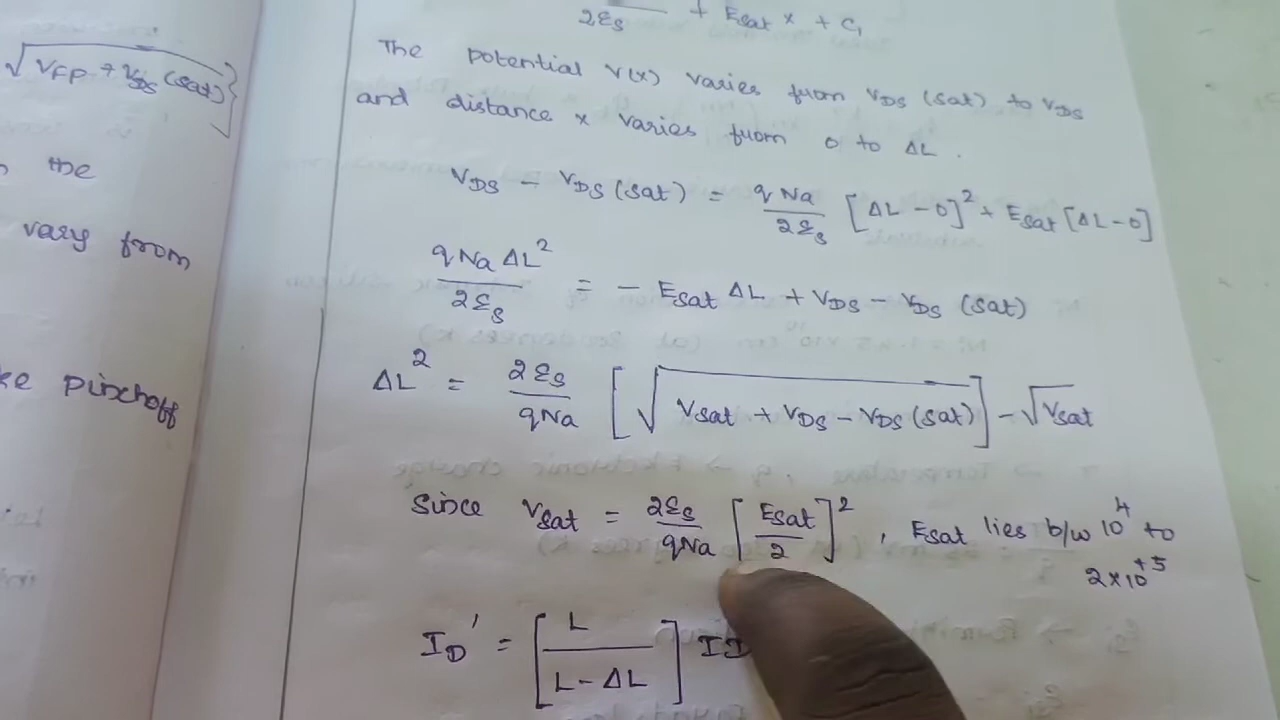 √VFP + VDS (sat)}
the
vary from
pinchoff
2εs + Esat x + C1
The potential V(x) varies from VDS (sat) to VDS
and distance x varies from 0 to ΔL.
VDS - VDS (sat) = qNa/2εs [ΔL - 0]² + Esat [ΔL - 0]
qNa ΔL²/2εs = - Esat ΔL + VDS - VDS (sat)
ΔL² = 2εs/qNa [√Vsat + VDS - VDS (sat)] - √Vsat
Since Vsat = 2εs/qNa [Esat/2]², Esat lies b/w 10⁴ to
2×10⁺⁵
ID' = [L/L - ΔL] ID